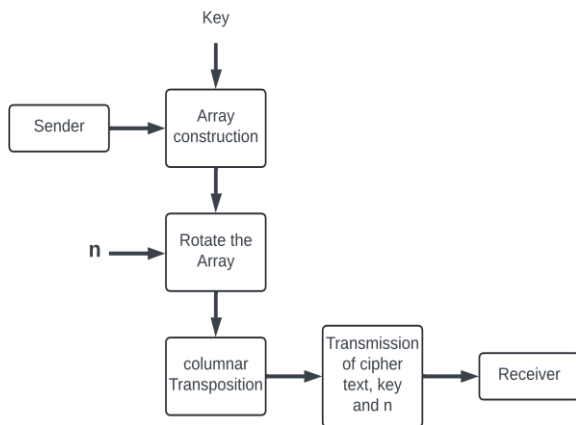 Key
Sender
Array
construction
n
Rotate the
Array
columnar
Transposition
Transmission
of cipher
text, key
and n
Receiver